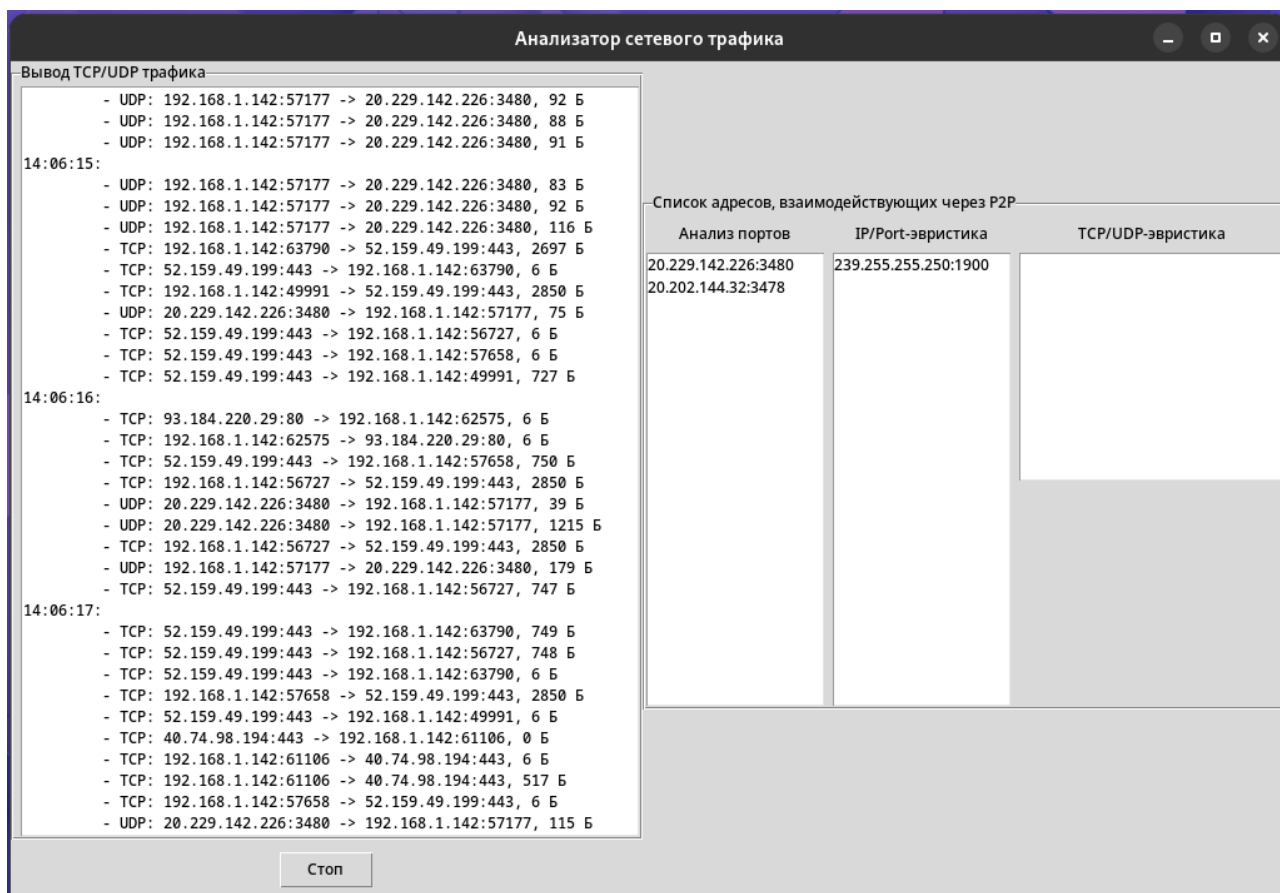 Анализатор сетевого трафика
Вывод TCP/UDP трафика
- UDP: 192.168.1.142:57177 -> 20.229.142.226:3480, 92 Б
- UDP: 192.168.1.142:57177 -> 20.229.142.226:3480, 88 Б
- UDP: 192.168.1.142:57177 -> 20.229.142.226:3480, 91 Б
14:06:15:
- UDP: 192.168.1.142:57177 -> 20.229.142.226:3480, 83 Б
- UDP: 192.168.1.142:57177 -> 20.229.142.226:3480, 92 Б
- UDP: 192.168.1.142:57177 -> 20.229.142.226:3480, 116 Б
- TCP: 192.168.1.142:63790 -> 52.159.49.199:443, 2697 Б
- TCP: 52.159.49.199:443 -> 192.168.1.142:63790, 6 Б
- TCP: 192.168.1.142:49991 -> 52.159.49.199:443, 2850 Б
- UDP: 20.229.142.226:3480 -> 192.168.1.142:57177, 75 Б
- TCP: 52.159.49.199:443 -> 192.168.1.142:56727, 6 Б
- TCP: 52.159.49.199:443 -> 192.168.1.142:57658, 6 Б
- TCP: 52.159.49.199:443 -> 192.168.1.142:49991, 727 Б
14:06:16:
- TCP: 93.184.220.29:80 -> 192.168.1.142:62575, 6 Б
- TCP: 192.168.1.142:62575 -> 93.184.220.29:80, 6 Б
- TCP: 52.159.49.199:443 -> 192.168.1.142:57658, 750 Б
- TCP: 192.168.1.142:56727 -> 52.159.49.199:443, 2850 Б
- UDP: 20.229.142.226:3480 -> 192.168.1.142:57177, 39 Б
- UDP: 20.229.142.226:3480 -> 192.168.1.142:57177, 1215 Б
- TCP: 192.168.1.142:56727 -> 52.159.49.199:443, 2850 Б
- UDP: 192.168.1.142:57177 -> 20.229.142.226:3480, 179 Б
- TCP: 52.159.49.199:443 -> 192.168.1.142:56727, 747 Б
14:06:17:
- TCP: 52.159.49.199:443 -> 192.168.1.142:63790, 749 Б
- TCP: 52.159.49.199:443 -> 192.168.1.142:56727, 748 Б
- TCP: 52.159.49.199:443 -> 192.168.1.142:63790, 6 Б
- TCP: 192.168.1.142:57658 -> 52.159.49.199:443, 2850 Б
- TCP: 52.159.49.199:443 -> 192.168.1.142:49991, 6 Б
- TCP: 40.74.98.194:443 -> 192.168.1.142:61106, 0 Б
- TCP: 192.168.1.142:61106 -> 40.74.98.194:443, 6 Б
- TCP: 192.168.1.142:61106 -> 40.74.98.194:443, 517 Б
- TCP: 192.168.1.142:57658 -> 52.159.49.199:443, 6 Б
- UDP: 20.229.142.226:3480 -> 192.168.1.142:57177, 115 Б
Стоп
Список адресов, взаимодействующих через P2P
Анализ портов
20.229.142.226:3480
20.202.144.32:3478
IP/Port-эвристика
239.255.255.250:1900
TCP/UDP-эвристика